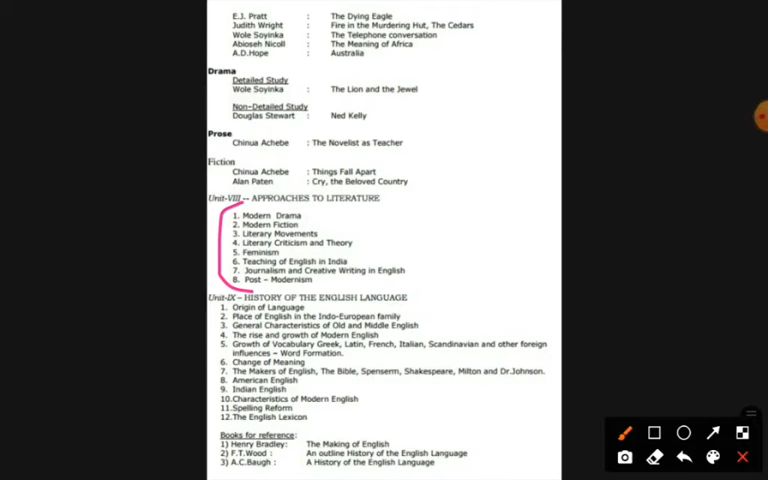 E.J. Pratt : The Dying Eagle
Judith Wright : Fire in the Murdering Hut, The Cedars
Wole Soyinka : The Telephone conversation
Abioseh Nicoll : The Meaning of Africa
A.D.Hope : Australia
Drama
Detailed Study
Wole Soyinka : The Lion and the Jewel
Non-Detailed Study
Douglas Stewart : Ned Kelly
Prose
Chinua Achebe : The Novelist as Teacher
Fiction
Chinua Achebe : Things Fall Apart
Alan Paten : Cry, the Beloved Country
Unit-VIII -- APPROACHES TO LITERATURE
1. Modern Drama
2. Modern Fiction
3. Literary Movements
4. Literary Criticism and Theory
5. Feminism
6. Teaching of English in India
7. Journalism and Creative Writing in English
8. Post – Modernism
Unit-IX – HISTORY OF THE ENGLISH LANGUAGE
1. Origin of Language
2. Place of English in the Indo-European family
3. General Characteristics of Old and Middle English
4. The rise and growth of Modern English
5. Growth of Vocabulary Greek, Latin, French, Italian, Scandinavian and other foreign
influences – Word Formation.
6. Change of Meaning
7. The Makers of English, The Bible, Spenserm, Shakespeare, Milton and Dr.Johnson.
8. American English
9. Indian English
10.Characteristics of Modern English
11.Spelling Reform
12.The English Lexicon
Books for reference:
1) Henry Bradley: The Making of English
2) F.T.Wood : An outline History of the English Language
3) A.C.Baugh : A History of the English Language